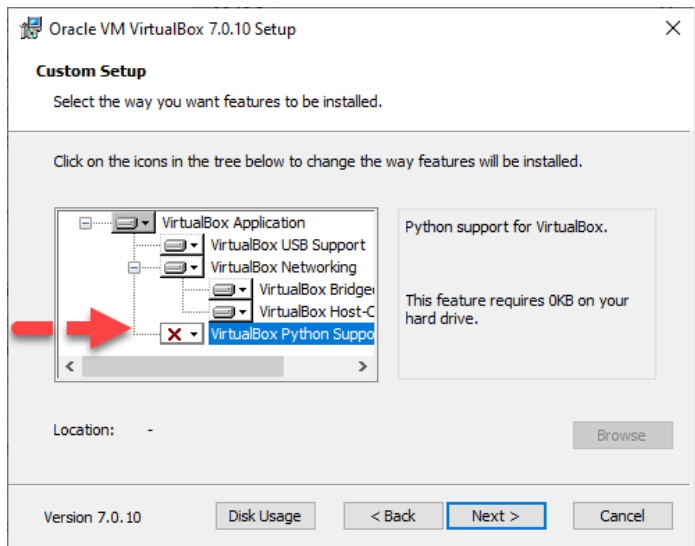 Oracle VM VirtualBox 7.0.10 Setup
Custom Setup
Select the way you want features to be installed.
Click on the icons in the tree below to change the way features will be installed.
VirtualBox Application
VirtualBox USB Support
VirtualBox Networking
VirtualBox Bridge
VirtualBox Host-C
VirtualBox Python Suppo
Python support for VirtualBox.
This feature requires 0KB on your
hard drive.
Location: -
Browse
Version 7.0.10
Disk Usage
< Back
Next >
Cancel